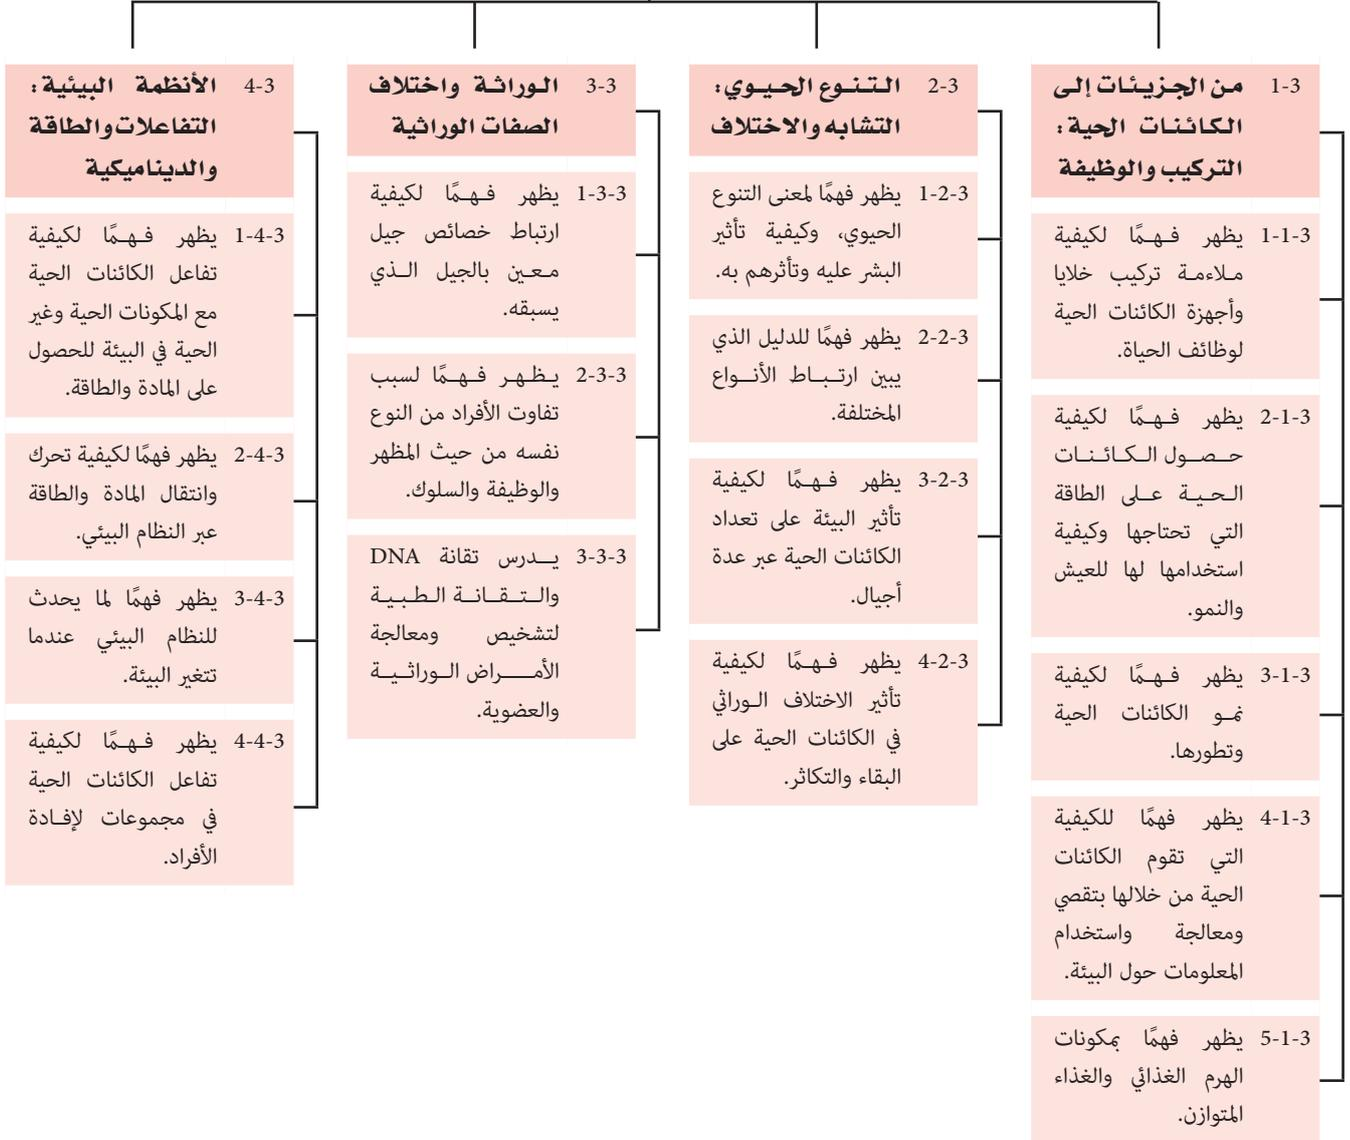 1-3 من الجزيئات إلى
الكائنات الحية:
التركيب والوظيفة
1-1-3 يظهر فهمًا لكيفية
ملاءمة تركيب خلايا
وأجهزة الكائنات الحية
لوظائف الحياة.
2-1-3 يظهر فهمًا لكيفية
حصول الكائنات
الحية على الطاقة
التي تحتاجها وكيفية
استخدامها لها للعيش
والنمو.
3-1-3 يظهر فهمًا لكيفية
نمو الكائنات الحية
وتطورها.
4-1-3 يظهر فهمًا للكيفية
التي تقوم الكائنات
الحية من خلالها بتقصي
ومعالجة واستخدام
المعلومات حول البيئة.
5-1-3 يظهر فهمًا بمكونات
الهرم الغذائي والغذاء
المتوازن.
2-3 التنوع الحيوي:
التشابه والاختلاف
1-2-3 يظهر فهمًا لمعنى التنوع
الحيوي، وكيفية تأثير
البشر عليه وتأثرهم به.
2-2-3 يظهر فهمًا للدليل الذي
يبين ارتباط الأنواع
المختلفة.
3-2-3 يظهر فهمًا لكيفية
تأثير البيئة على تعداد
الكائنات الحية عبر عدة
أجيال.
4-2-3 يظهر فهمًا لكيفية
تأثير الاختلاف الوراثي
في الكائنات الحية على
البقاء والتكاثر.
3-3 الوراثة واختلاف
الصفات الوراثية
1-3-3 يظهر فهمًا لكيفية
ارتباط خصائص جيل
معين بالجيل الذي
يسبقه.
2-3-3 يظهر فهمًا لسبب
تفاوت الأفراد من النوع
نفسه من حيث المظهر
والوظيفة والسلوك.
3-3-3 يدرس تقانة DNA
والتقانة الطبية
لتشخيص ومعالجة
الأمراض الوراثية
والعضوية.
4-3 الأنظمة البيئية:
التفاعلات والطاقة
والديناميكية
1-4-3 يظهر فهمًا لكيفية
تفاعل الكائنات الحية
مع المكونات الحية وغير
الحية في البيئة للحصول
على المادة والطاقة.
2-4-3 يظهر فهمًا لكيفية تحرك
وانتقال المادة والطاقة
عبر النظام البيئي.
3-4-3 يظهر فهمًا لما يحدث
للنظام البيئي عندما
تتغير البيئة.
4-4-3 يظهر فهمًا لكيفية
تفاعل الكائنات الحية
في مجموعات لإفادة
الأفراد.